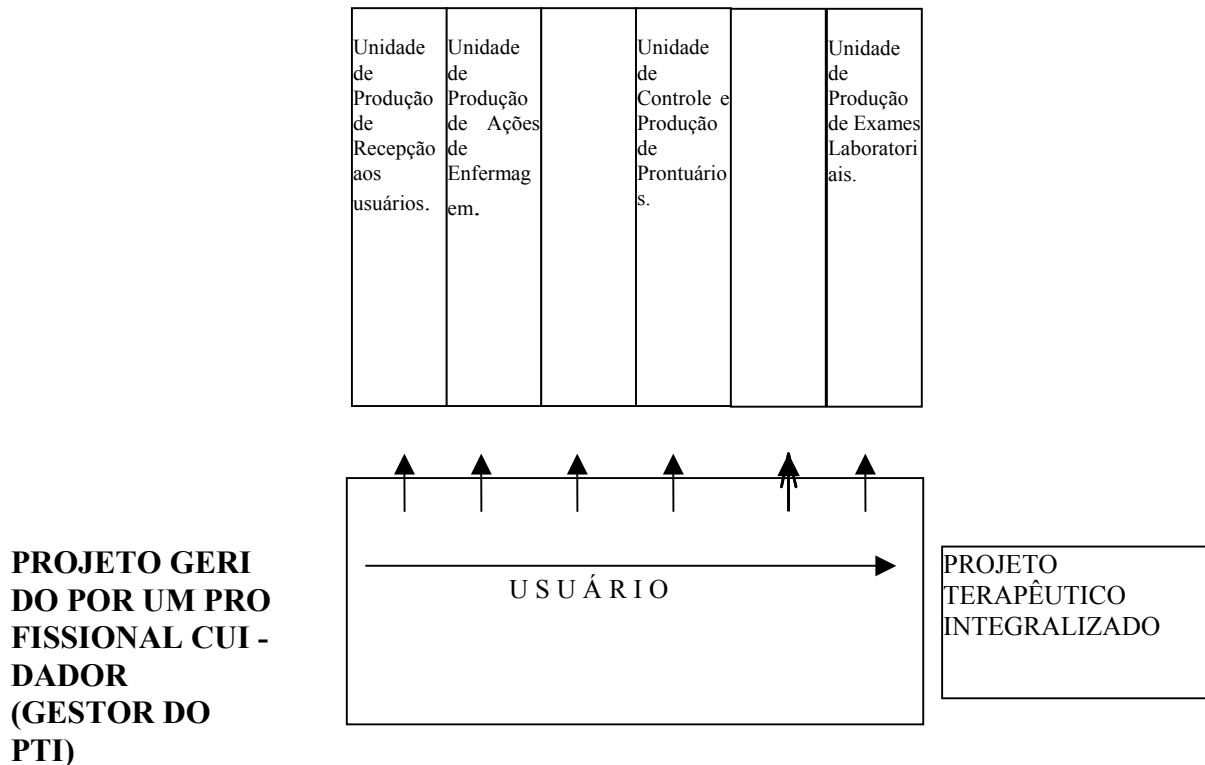 Unidade
de
Produção
de
Recepção
aos
usuários.
Unidade
de
Produção
de Ações
de
Enfermag
em.
Unidade
de
Controle e
Produção
de
Prontuário
s.
Unidade
de
Produção
de Exames
Laboratori
ais.
PROJETO GERI
DO POR UM PRO
FISSIONAL CUI -
DADOR
(GESTOR DO
PTI)
U S U Á R I O
PROJETO
TERAPÊUTICO
INTEGRALIZADO